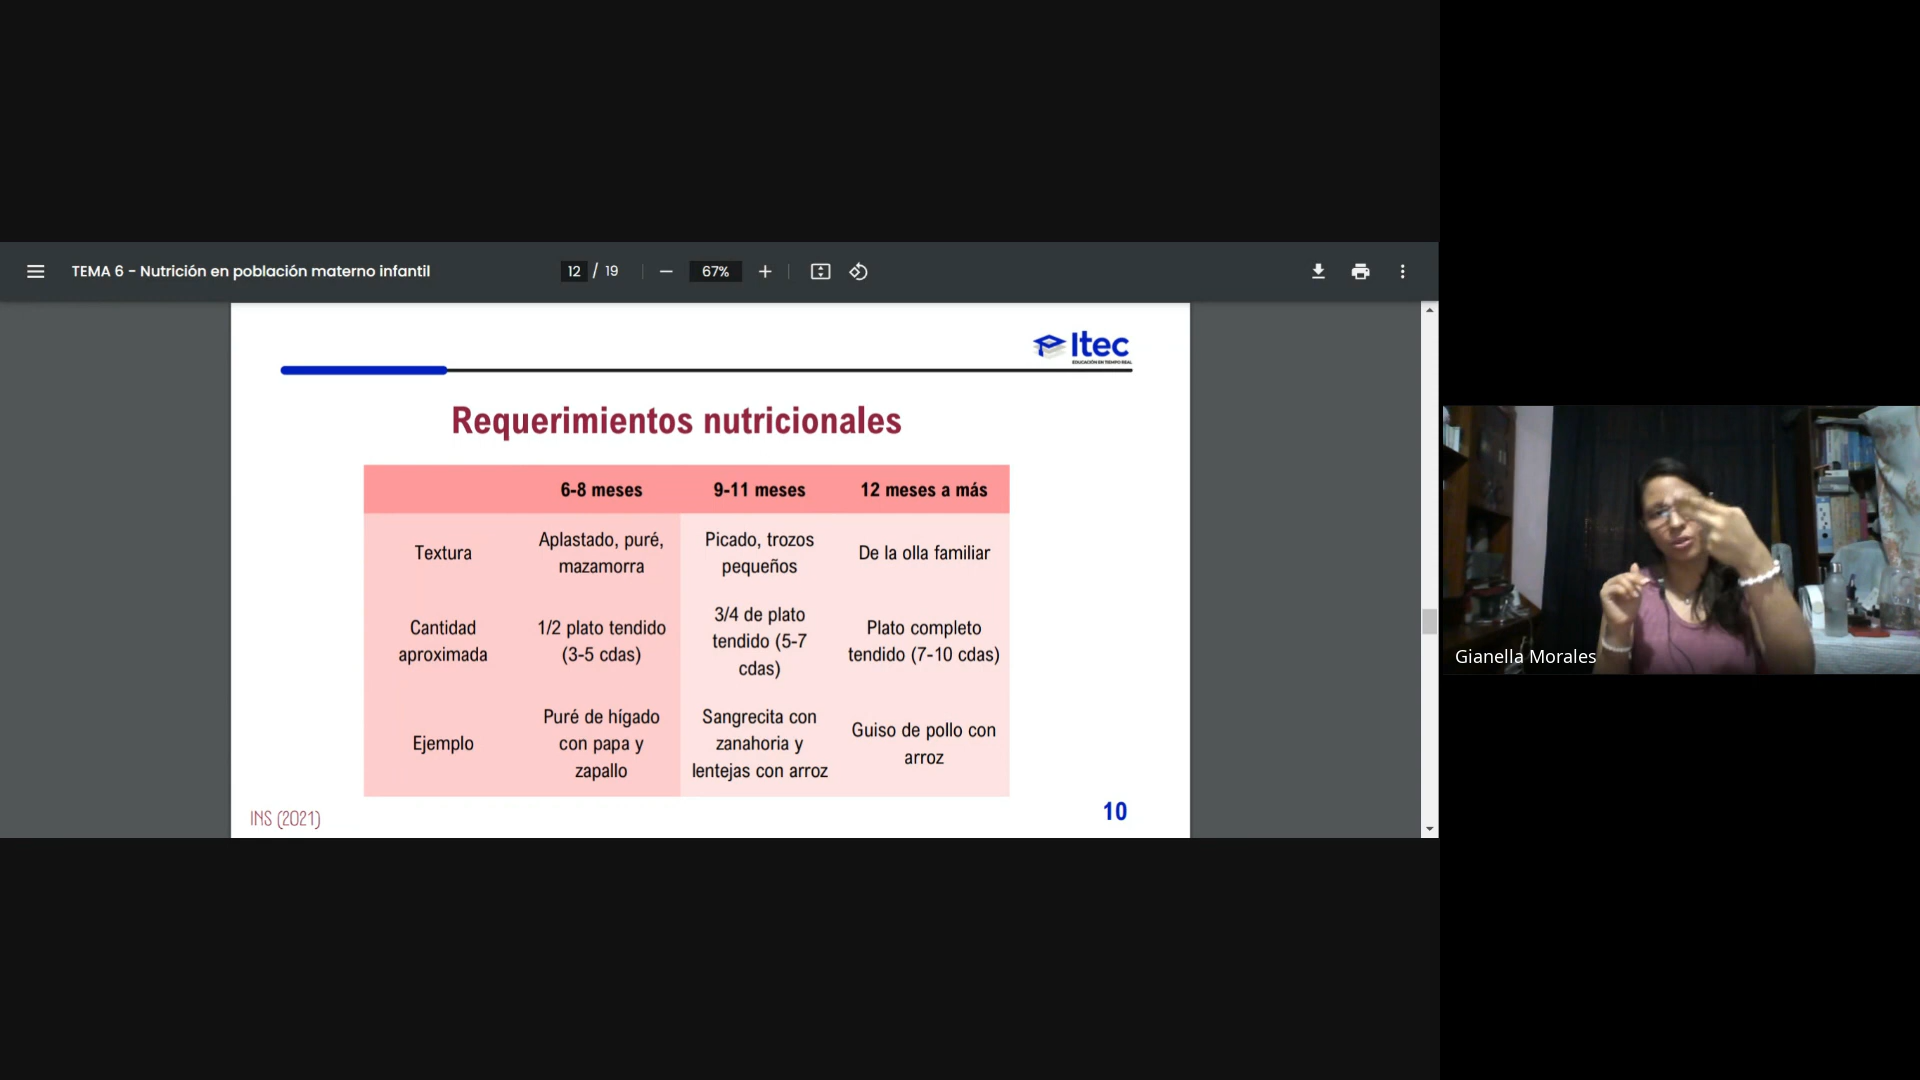 TEMA 6 - Nutrición en población materno infantil
12 / 19
67%
Itec
EDUCACIÓN EN TIEMPO REAL
Requerimientos nutricionales
6-8 meses 9-11 meses 12 meses a más
Textura
Aplastado, puré,
mazamorra
Picado, trozos
pequeños
De la olla familiar
Cantidad
aproximada
1/2 plato tendido
(3-5 cdas)
3/4 de plato
tendido (5-7
cdas)
Plato completo
tendido (7-10 cdas)
Ejemplo
Puré de hígado
con papa y
zapallo
Sangrecita con
zanahoria y
lentejas con arroz
Guiso de pollo con
arroz
INS (2021)
10
Gianella Morales